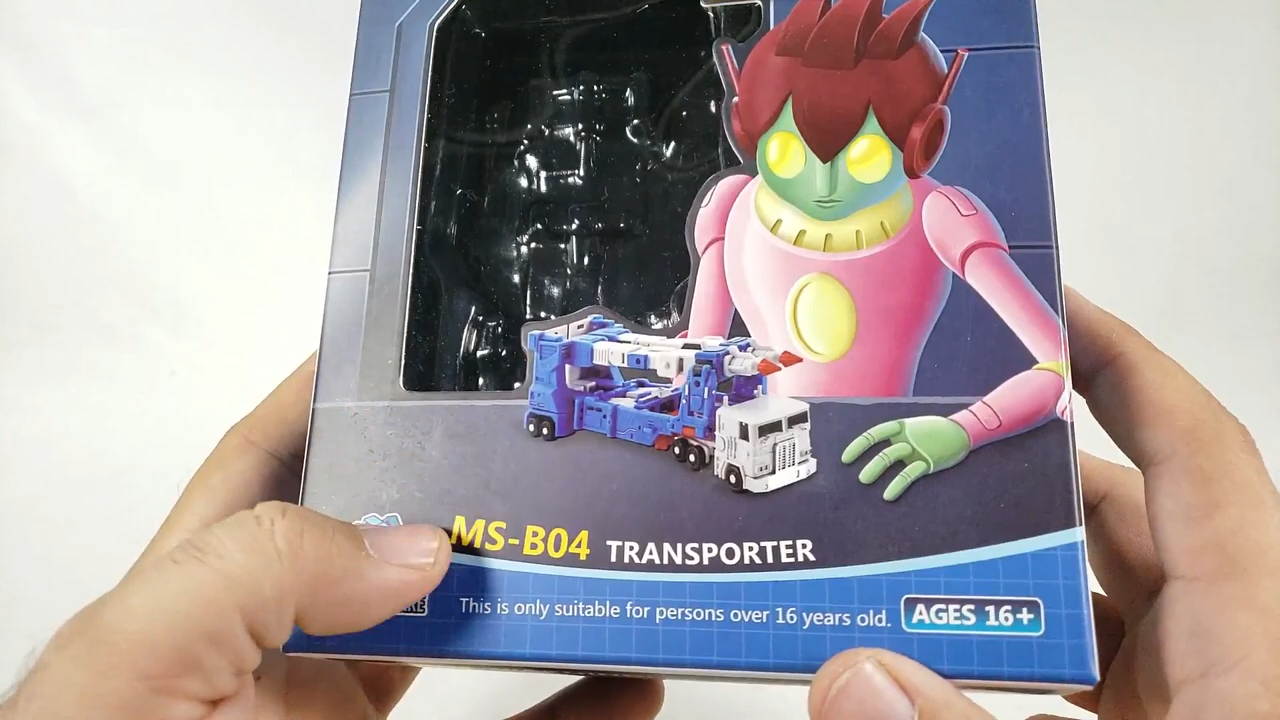 MS-B04 TRANSPORTER
This is only suitable for persons over 16 years old. AGES 16+